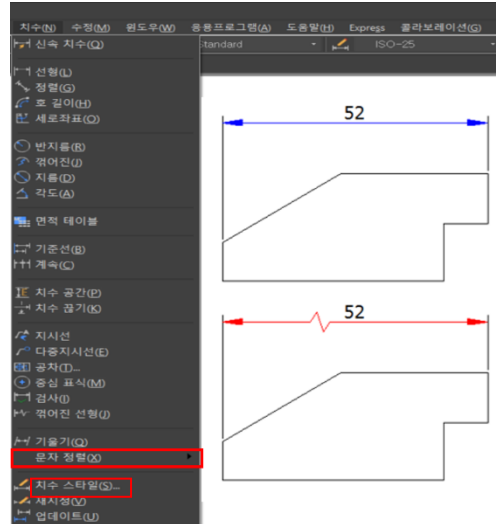 치수(N) 수정(M) 윈도우(W) 응용프로그램(A) 도움말(H) Express 콜라보레이션(G)
신속 치수(Q) Standard ISO-25
선형(L)
정렬(G)
호 길이(H)
세로좌표(O)
반지름(R)
꺾어진(J)
지름(D)
각도(A)
면적 테이블
기준선(B)
계속(C)
치수 공간(P)
치수 끊기(K)
지시선
다중지시선(E)
공차(T)...
중심 표식(M)
검사(I)
꺾어진 선형(J)
기울기(Q)
문자 정렬(X)
치수 스타일(S)...
재지정(V)
업데이트(U)
52
52